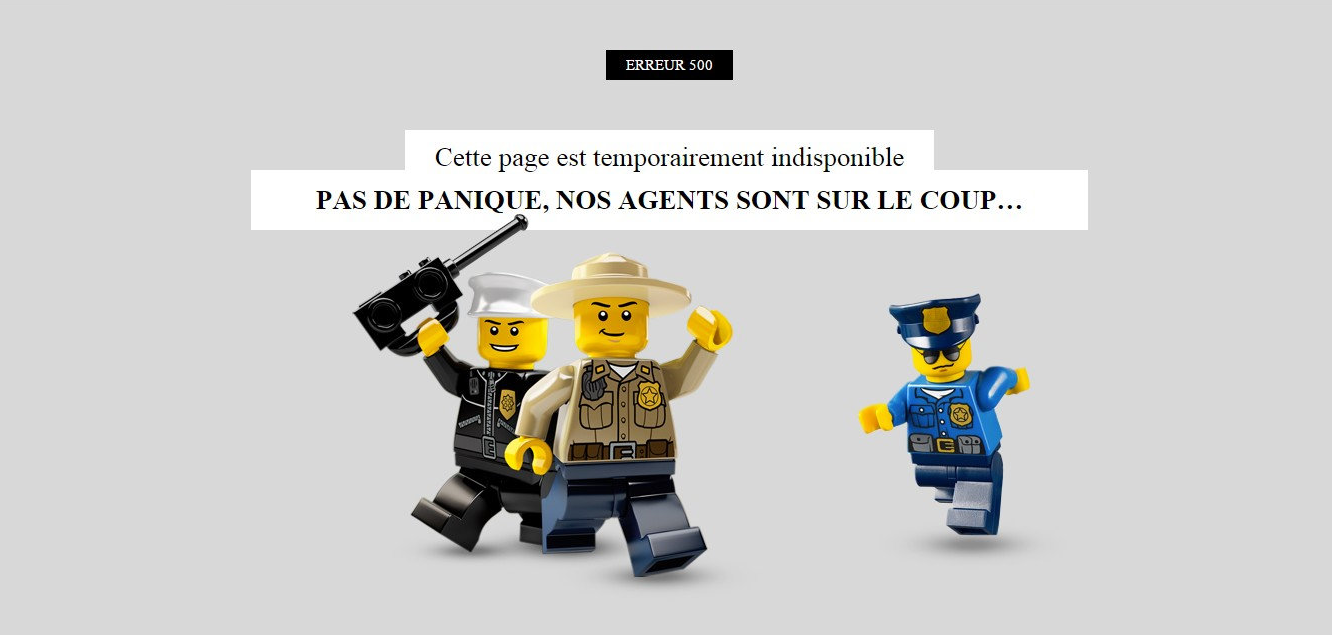 ERREUR 500
Cette page est temporairement indisponible
PAS DE PANIQUE, NOS AGENTS SONT SUR LE COUP…